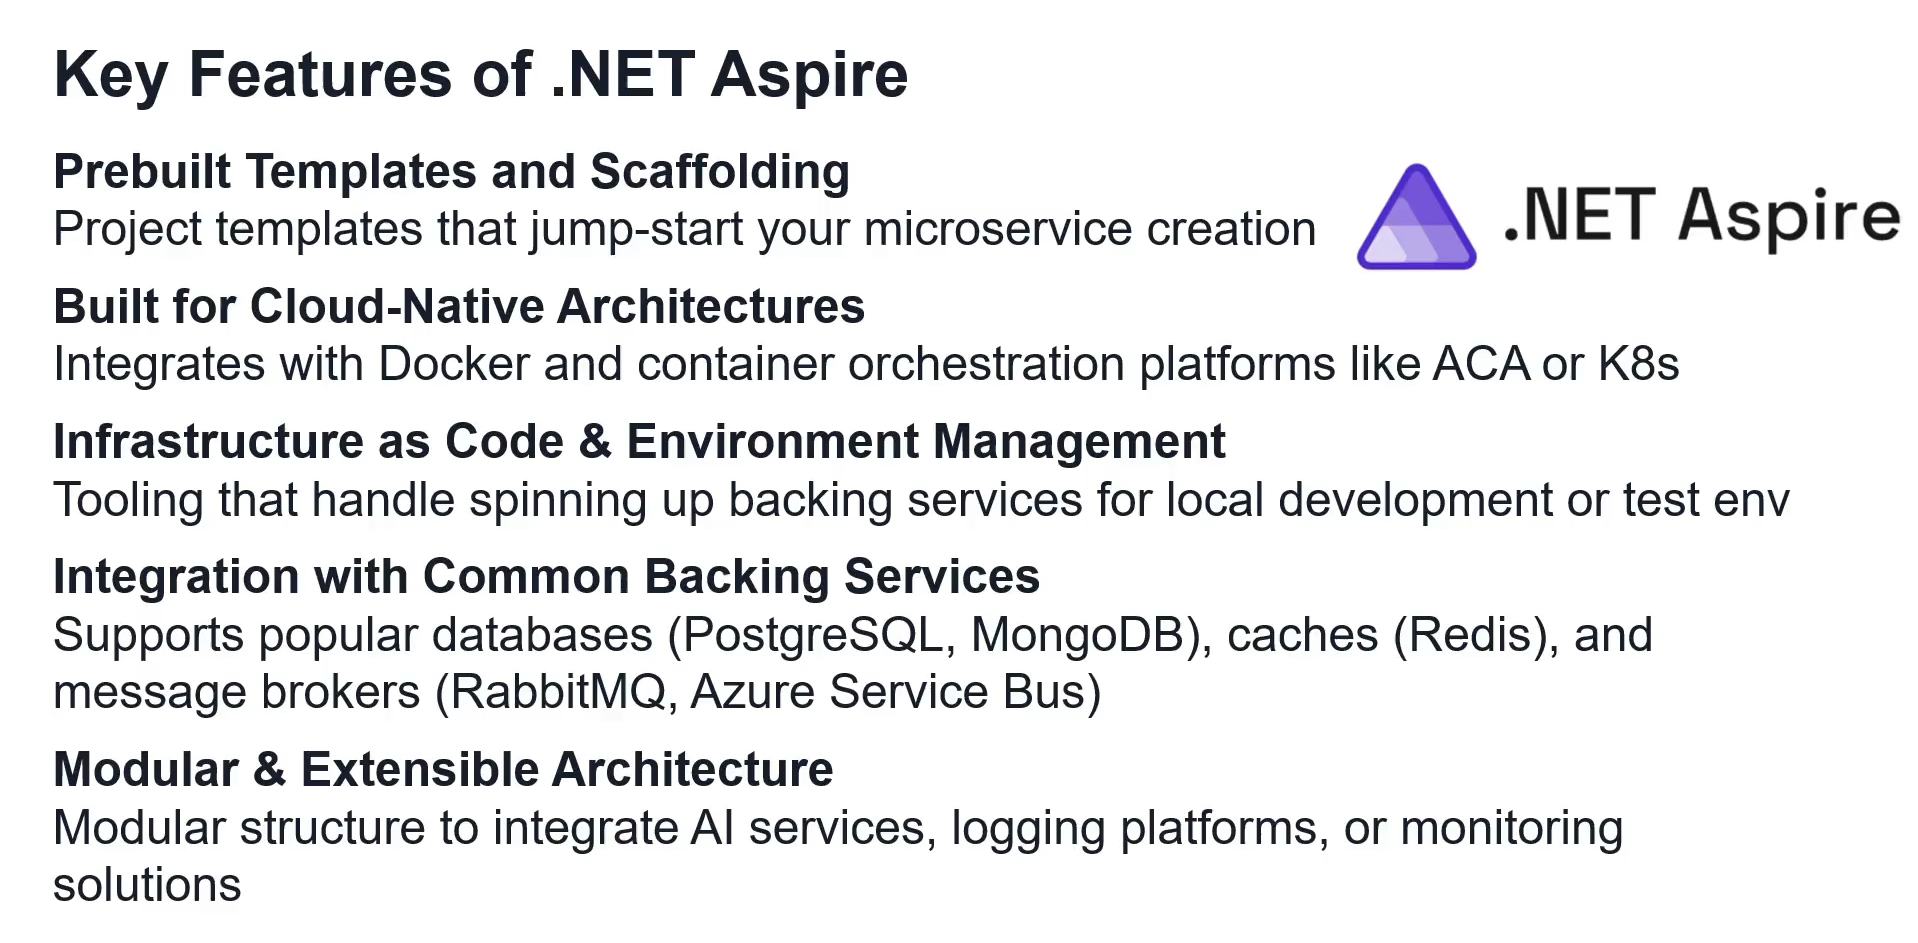 Key Features of .NET Aspire
Prebuilt Templates and Scaffolding
Project templates that jump-start your microservice creation
.NET Aspire
Built for Cloud-Native Architectures
Integrates with Docker and container orchestration platforms like ACA or K8s
Infrastructure as Code & Environment Management
Tooling that handle spinning up backing services for local development or test env
Integration with Common Backing Services
Supports popular databases (PostgreSQL, MongoDB), caches (Redis), and
message brokers (RabbitMQ, Azure Service Bus)
Modular & Extensible Architecture
Modular structure to integrate AI services, logging platforms, or monitoring
solutions